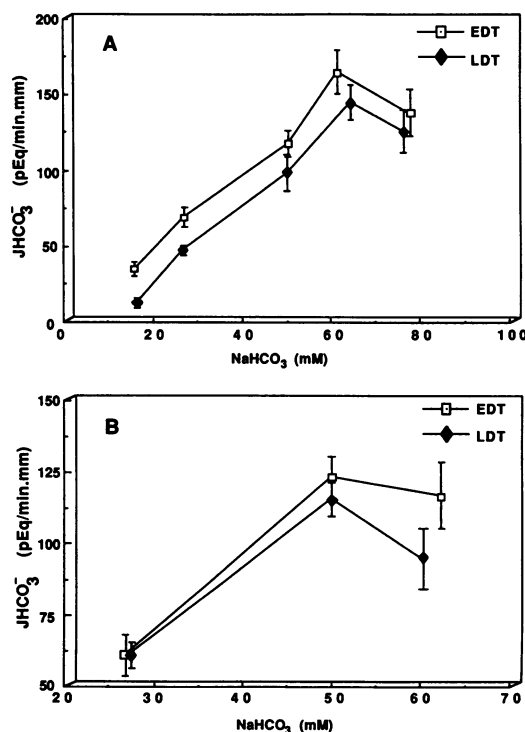 A
EDT
LDT
200
150
100
50
0
JHCO₃⁻ (pEq/min.mm)
0 20 40 60 80 100
NaHCO₃ (mM)
B
EDT
LDT
150
125
100
75
50
JHCO₃⁻ (pEq/min.mm)
20 30 40 50 60 70
NaHCO₃ (mM)